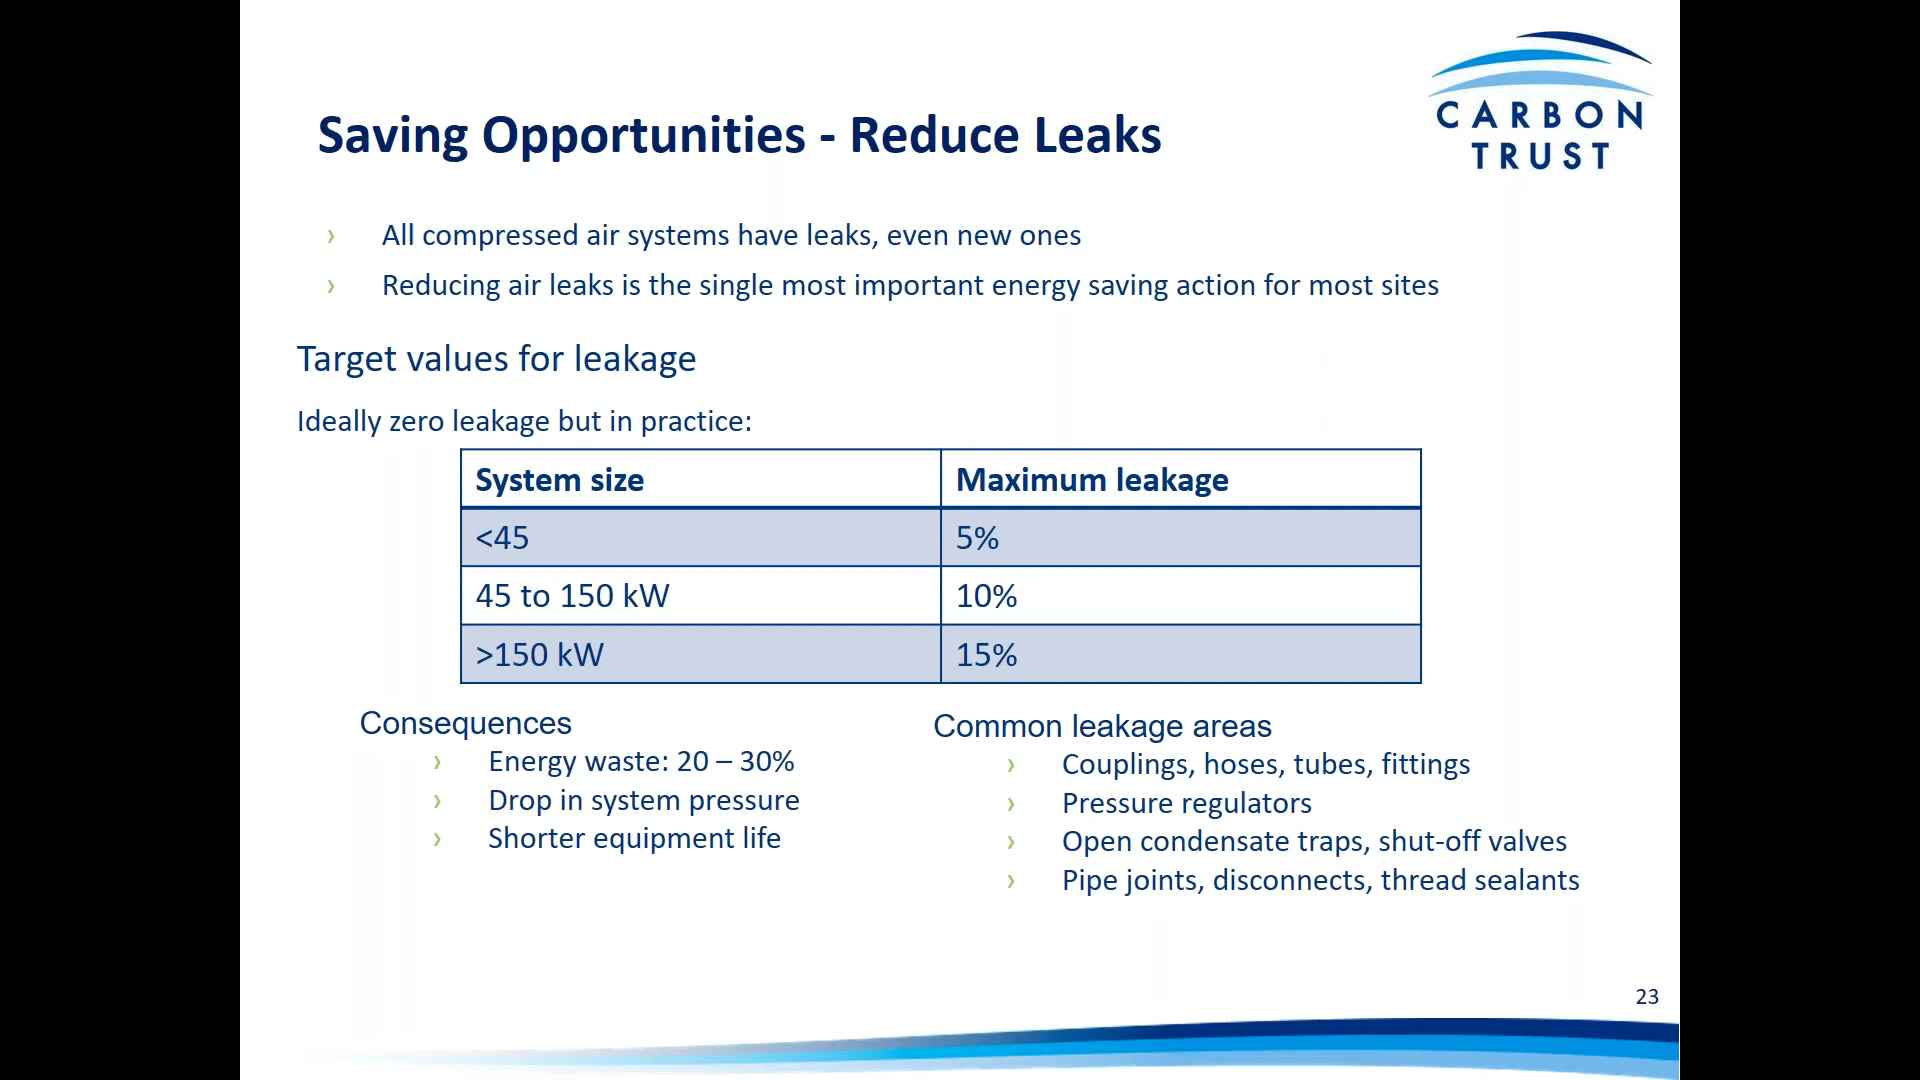 CARBON
TRUST
Saving Opportunities - Reduce Leaks
› All compressed air systems have leaks, even new ones
› Reducing air leaks is the single most important energy saving action for most sites
Target values for leakage
Ideally zero leakage but in practice:
System size Maximum leakage
<45 5%
45 to 150 kW 10%
>150 kW 15%
Consequences
› Energy waste: 20 – 30%
› Drop in system pressure
› Shorter equipment life
Common leakage areas
› Couplings, hoses, tubes, fittings
› Pressure regulators
› Open condensate traps, shut-off valves
› Pipe joints, disconnects, thread sealants
23